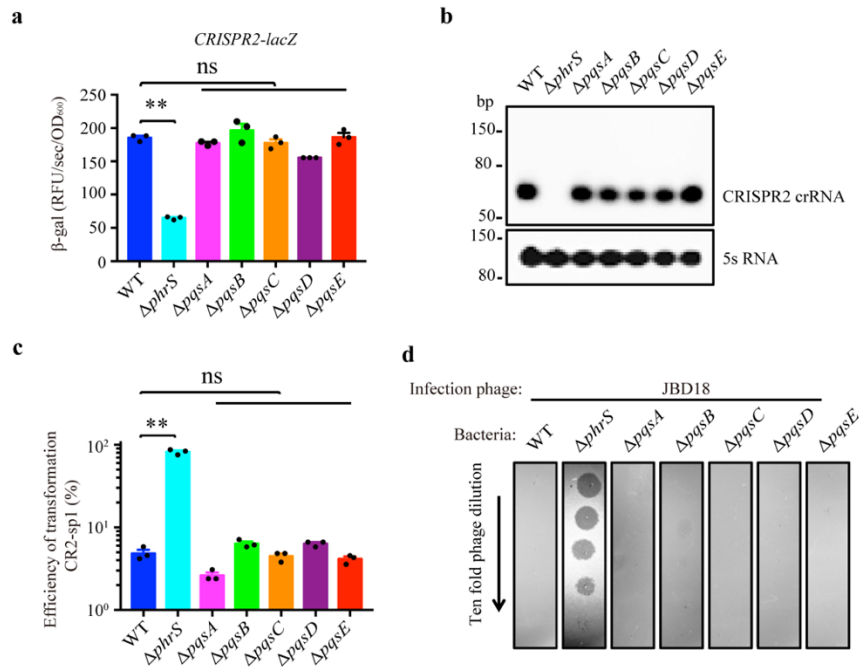 a
CRISPR2-lacZ
ns
**
β-gal (RFU/sec/OD₆₀₀)
250
200
150
100
50
0
WT
ΔphrS
ΔpqsA
ΔpqsB
ΔpqsC
ΔpqsD
ΔpqsE
b
WT
ΔphrS
ΔpqsA
ΔpqsB
ΔpqsC
ΔpqsD
ΔpqsE
bp
150
80
50
CRISPR2 crRNA
150
80
5s RNA
c
ns
**
Efficiency of transformation
CR2-sp1 (%)
10²
10¹
10⁰
WT
ΔphrS
ΔpqsA
ΔpqsB
ΔpqsC
ΔpqsD
ΔpqsE
d
Infection phage:
JBD18
Bacteria:
WT
ΔphrS
ΔpqsA
ΔpqsB
ΔpqsC
ΔpqsD
ΔpqsE
Ten fold phage dilution